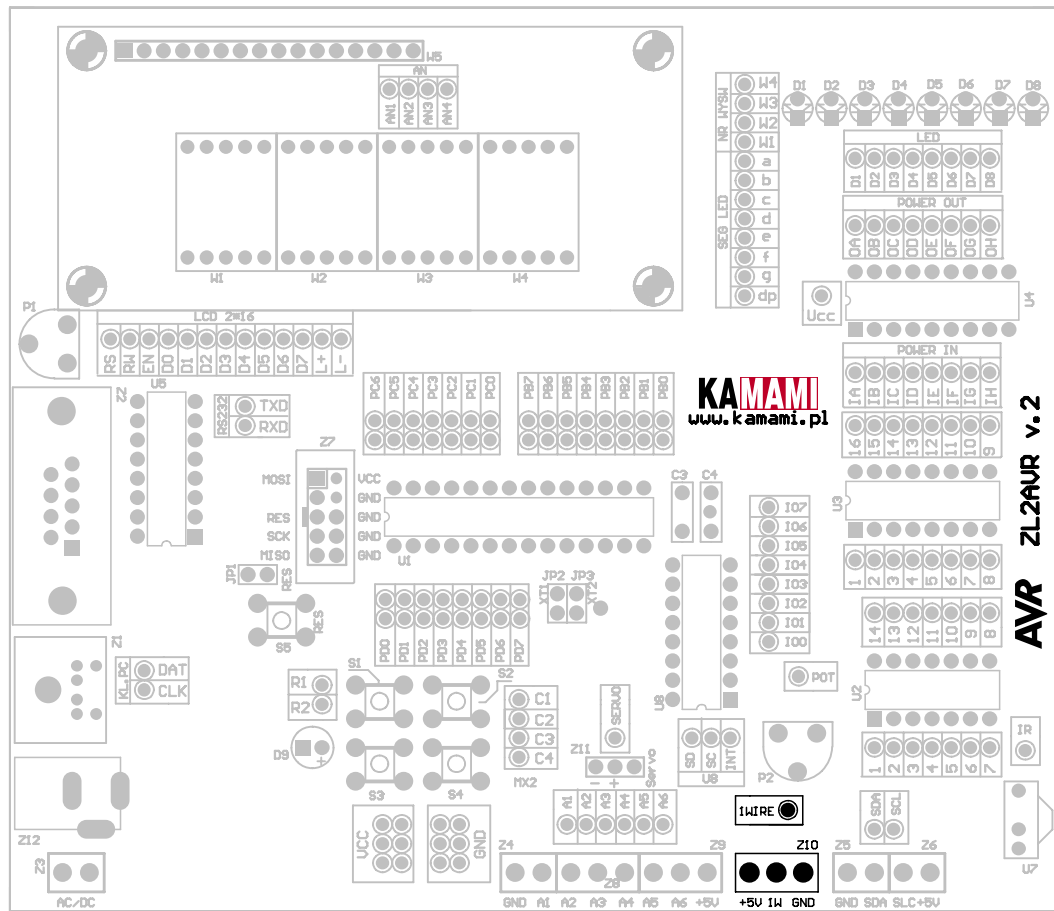 W5
AN
AN1 AN2 AN3 AN4
W1 W2 W3 W4
NR WYSW
W4
W3
W2
W1
SEG LED
a
b
c
d
e
f
g
dp
D1 D2 D3 D4 D5 D6 D7 D8
LED
D1 D2 D3 D4 D5 D6 D7 D8
POWER OUT
OA OB OC OD OE OF OG OH
Ucc
U4
P1
LCD 2*16
RS RW EN D0 D1 D2 D3 D4 D5 D6 D7 L+ L-
POWER IN
IA IB IC ID IE IF IG IH
Z2
U5
RS232
TXD
RXD
PC6 PC5 PC4 PC3 PC2 PC1 PC0
PB7 PB6 PB5 PB4 PB3 PB2 PB1 PB0
KAMAMI
www.kamami.pl
16 15 14 13 12 11 10 9
Z7
MOSI VCC
GND
RES GND
SCK GND
MISO GND
U1
C3 C4
IO7
IO6
IO5
IO4
IO3
IO2
IO1
IO0
U3
1 2 3 4 5 6 7 8
ZL2AVR v.2
AVR
JP1
RES
RES
S5
JP2 JP3
XT1 XT2
PD0 PD1 PD2 PD3 PD4 PD5 PD6 PD7
14 13 12 11 10 9 8
Z1
KL.PC
DAT
CLK
R1
R2
D9
+
S1
S2
S3
S4
C1
C2
C3
C4
MX2
SERVO
Z11
- + Servo
U8
SD SC INT
U8
POT
P2
U2
1 2 3 4 5 6 7
IR
U7
Z12
Z3
AC/DC
VCC
GND
A1 A2 A3 A4 A5 A6
1WIRE
SDA SCL
Z4 Z8 Z9
GND A1 A2 A3 A4 A5 A6 +5V
Z10
+5V 1W GND
Z5 Z6
GND SDA SLC +5V